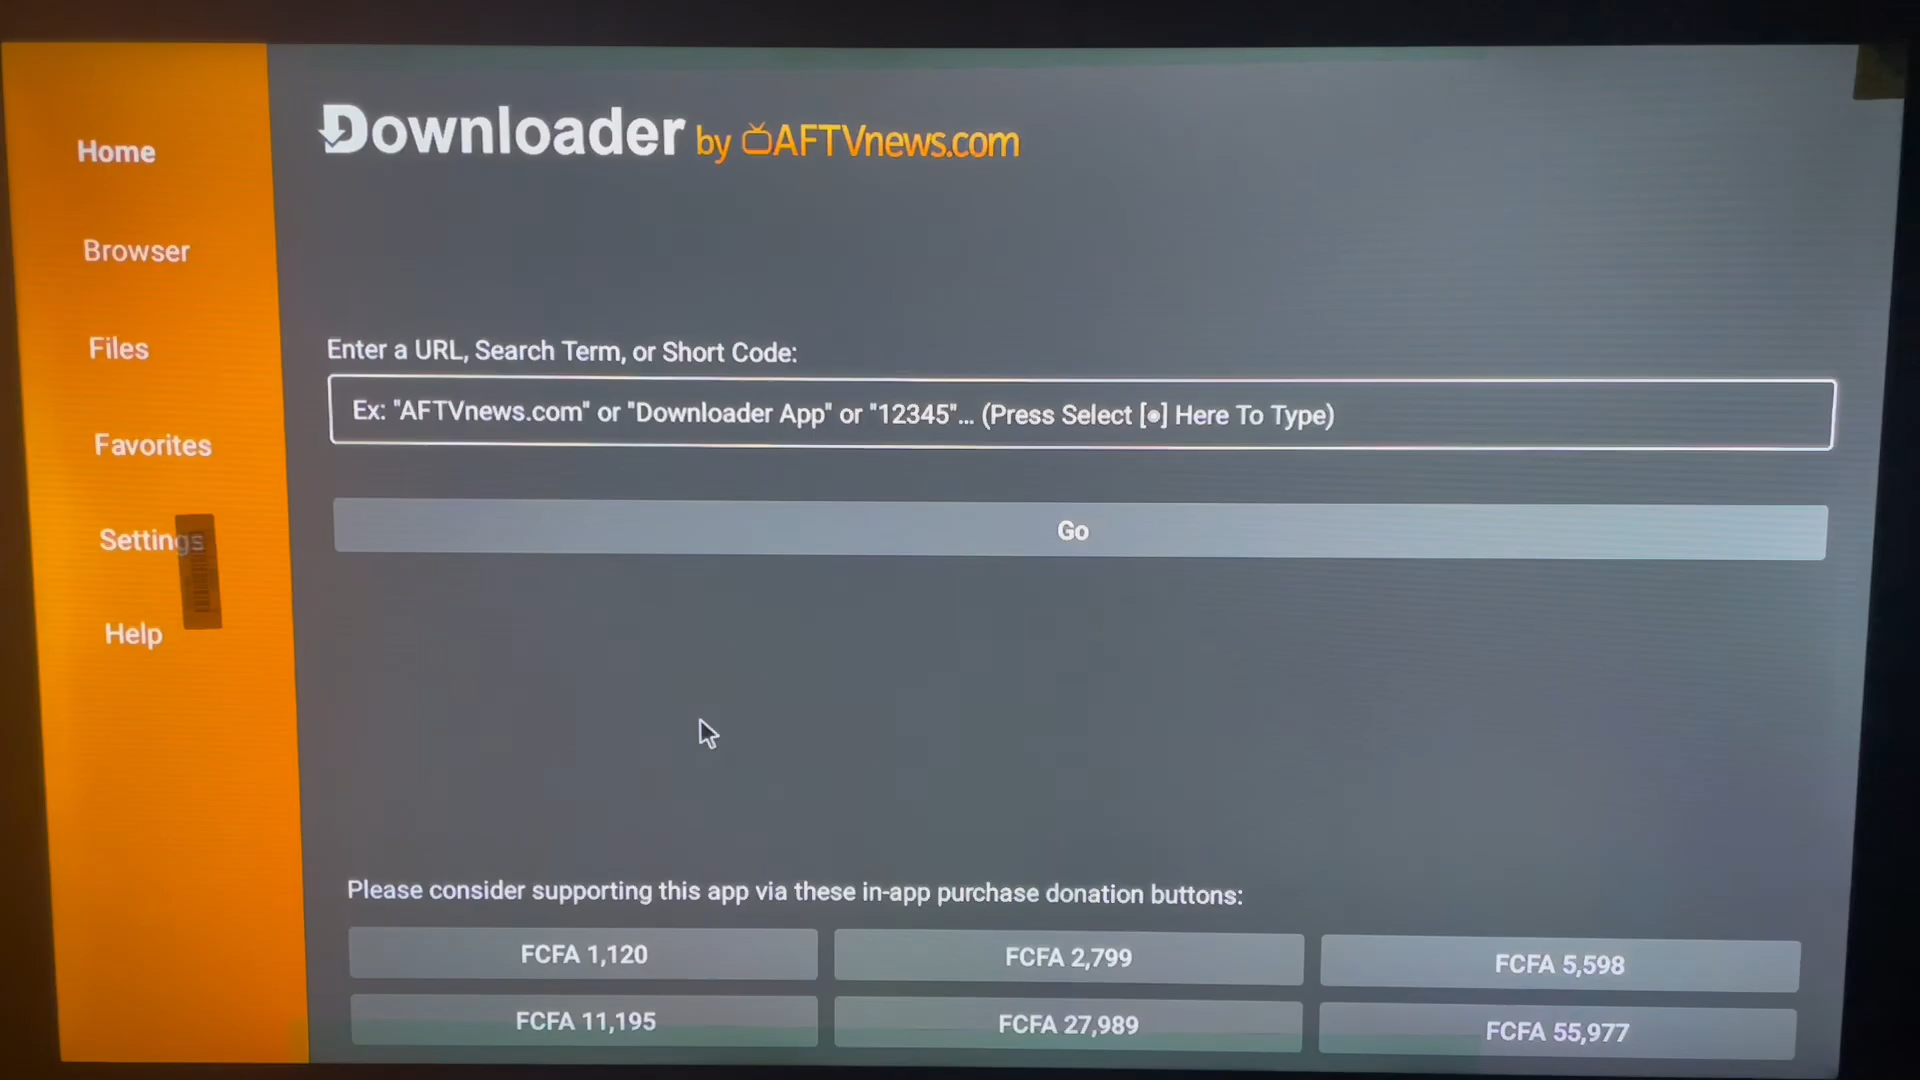 Downloader by AFTVnews.com
Home
Browser
Files
Favorites
Settings
Help
Enter a URL, Search Term, or Short Code:
Ex: "AFTVnews.com" or "Downloader App" or "12345"... (Press Select [◉] Here To Type)
Go
Please consider supporting this app via these in-app purchase donation buttons:
FCFA 1,120
FCFA 2,799
FCFA 5,598
FCFA 11,195
FCFA 27,989
FCFA 55,977